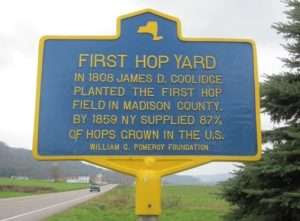 FIRST HOP YARD
IN 1808 JAMES D. COOLIDGE
PLANTED THE FIRST HOP
FIELD IN MADISON COUNTY.
BY 1859 NY SUPPLIED 87%
OF HOPS GROWN IN THE U.S.
WILLIAM G. POMEROY FOUNDATION